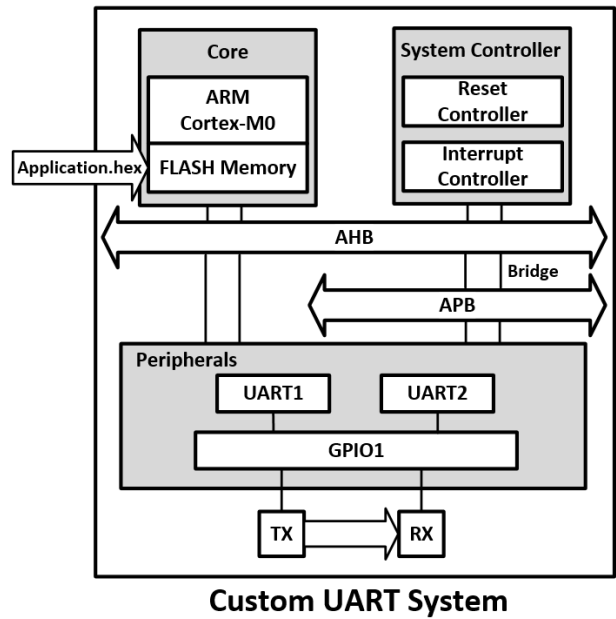 Core
System Controller
ARM
Cortex-M0
Reset
Controller
Application.hex
FLASH Memory
Interrupt
Controller
AHB
Bridge
APB
Peripherals
UART1
UART2
GPIO1
TX
RX
Custom UART System